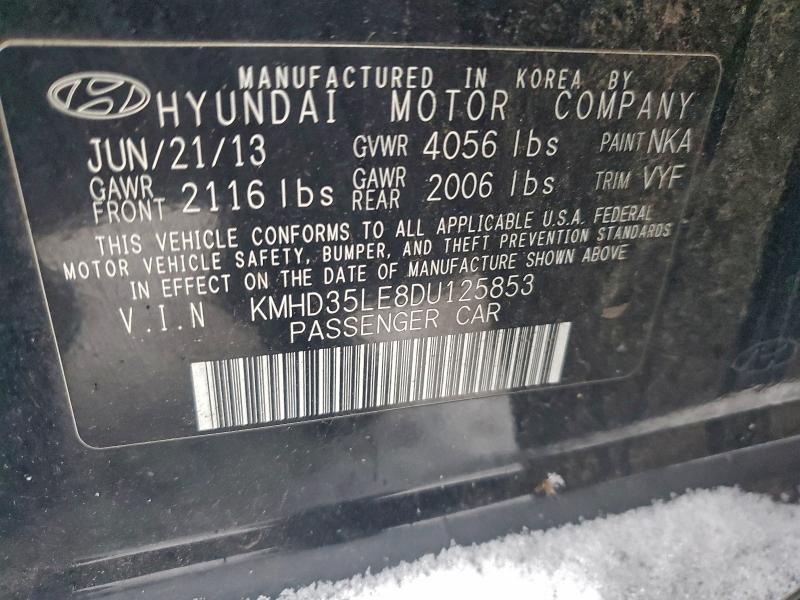 MANUFACTURED IN KOREA BY
HYUNDAI MOTOR COMPANY
JUN/21/13 GVWR 4056 lbs PAINT NKA
GAWR FRONT 2116 lbs GAWR REAR 2006 lbs TRIM VYF
THIS VEHICLE CONFORMS TO ALL APPLICABLE U.S.A. FEDERAL
MOTOR VEHICLE SAFETY, BUMPER, AND THEFT PREVENTION STANDARDS
IN EFFECT ON THE DATE OF MANUFACTURE SHOWN ABOVE
V.I.N KMHD35LE8DU125853
PASSENGER CAR